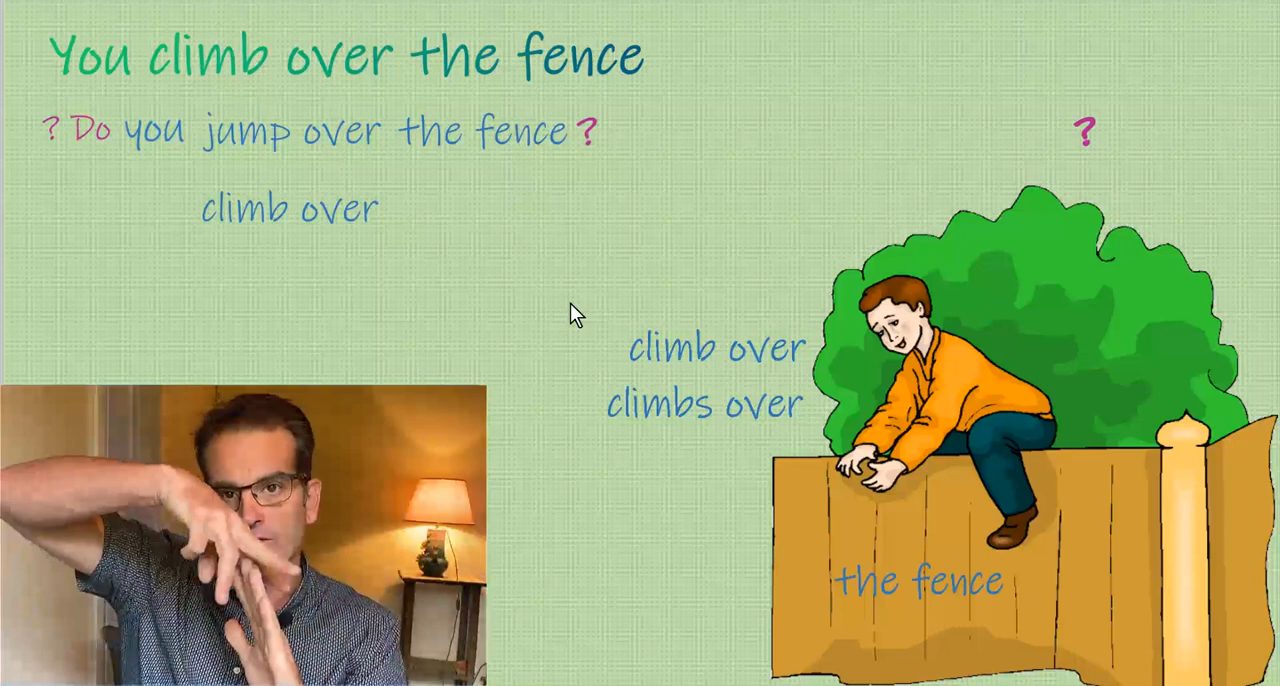 You climb over the fence
? Do you jump over the fence ?
?
climb over
climb over
climbs over
the fence